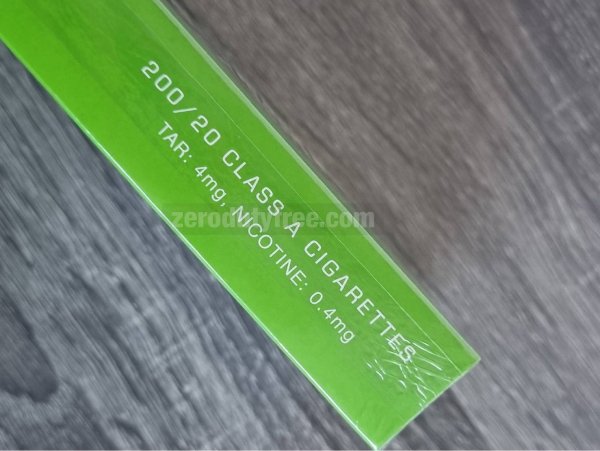 200/20 CLASS A CIGARETTES
TAR: 4mg, NICOTINE: 0.4mg
zerodutyfree.com